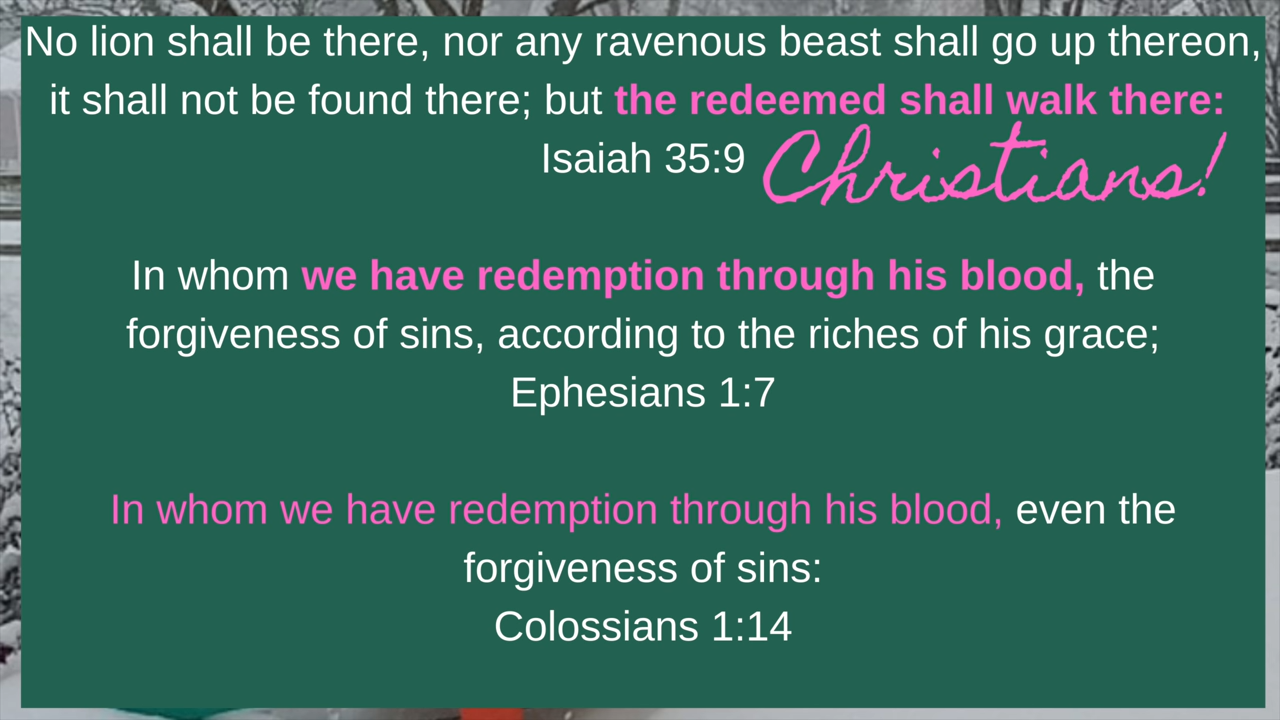 No lion shall be there, nor any ravenous beast shall go up thereon,
it shall not be found there; but the redeemed shall walk there:
Isaiah 35:9 Christians!
In whom we have redemption through his blood, the
forgiveness of sins, according to the riches of his grace;
Ephesians 1:7
In whom we have redemption through his blood, even the
forgiveness of sins:
Colossians 1:14